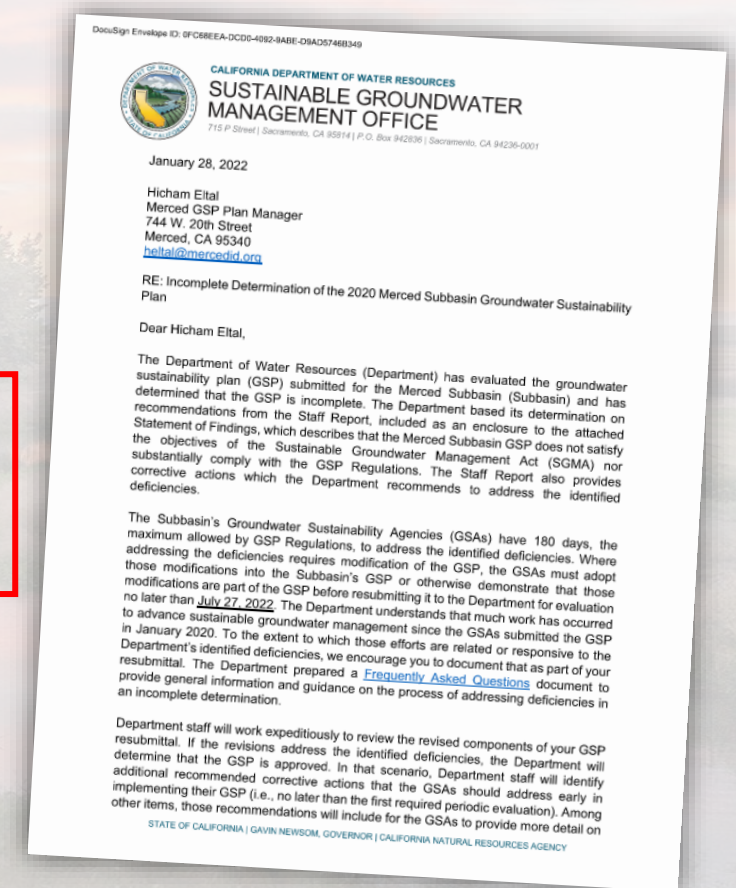 DocuSign Envelope ID: 0FC68EEA-DCD0-4092-9ABE-D9AD5746B349
CALIFORNIA DEPARTMENT OF WATER RESOURCES
SUSTAINABLE GROUNDWATER
MANAGEMENT OFFICE
715 P Street | Sacramento, CA 95814 | P.O. Box 942836 | Sacramento, CA 94236-0001
January 28, 2022
Hicham Eltal
Merced GSP Plan Manager
744 W. 20th Street
Merced, CA 95340
heltal@mercedid.org
RE: Incomplete Determination of the 2020 Merced Subbasin Groundwater Sustainability
Plan
Dear Hicham Eltal,
The Department of Water Resources (Department) has evaluated the groundwater
sustainability plan (GSP) submitted for the Merced Subbasin (Subbasin) and has
determined that the GSP is incomplete. The Department based its determination on
recommendations from the Staff Report, included as an enclosure to the attached
Statement of Findings, which describes that the Merced Subbasin GSP does not satisfy
the objectives of the Sustainable Groundwater Management Act (SGMA) nor
substantially comply with the GSP Regulations. The Staff Report also provides
corrective actions which the Department recommends to address the identified
deficiencies.
The Subbasin's Groundwater Sustainability Agencies (GSAs) have 180 days, the
maximum allowed by GSP Regulations, to address the identified deficiencies. Where
addressing the deficiencies requires modification of the GSP, the GSAs must adopt
those modifications into the Subbasin's GSP or otherwise demonstrate that those
modifications are part of the GSP before resubmitting it to the Department for evaluation
no later than July 27, 2022. The Department understands that much work has occurred
to advance sustainable groundwater management since the GSAs submitted the GSP
in January 2020. To the extent to which those efforts are related or responsive to the
Department's identified deficiencies, we encourage you to document that as part of your
resubmittal. The Department prepared a Frequently Asked Questions document to
provide general information and guidance on the process of addressing deficiencies in
an incomplete determination.
Department staff will work expeditiously to review the revised components of your GSP
resubmittal. If the revisions address the identified deficiencies, the Department will
determine that the GSP is approved. In that scenario, Department staff will identify
additional recommended corrective actions that the GSAs should address early in
implementing their GSP (i.e., no later than the first required periodic evaluation). Among
other items, those recommendations will include for the GSAs to provide more detail on
STATE OF CALIFORNIA | GAVIN NEWSOM, GOVERNOR | CALIFORNIA NATURAL RESOURCES AGENCY